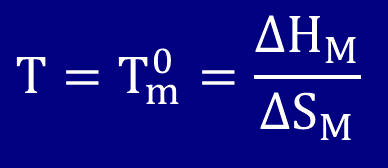 T = T⁰ₘ = ΔH_M / ΔS_M